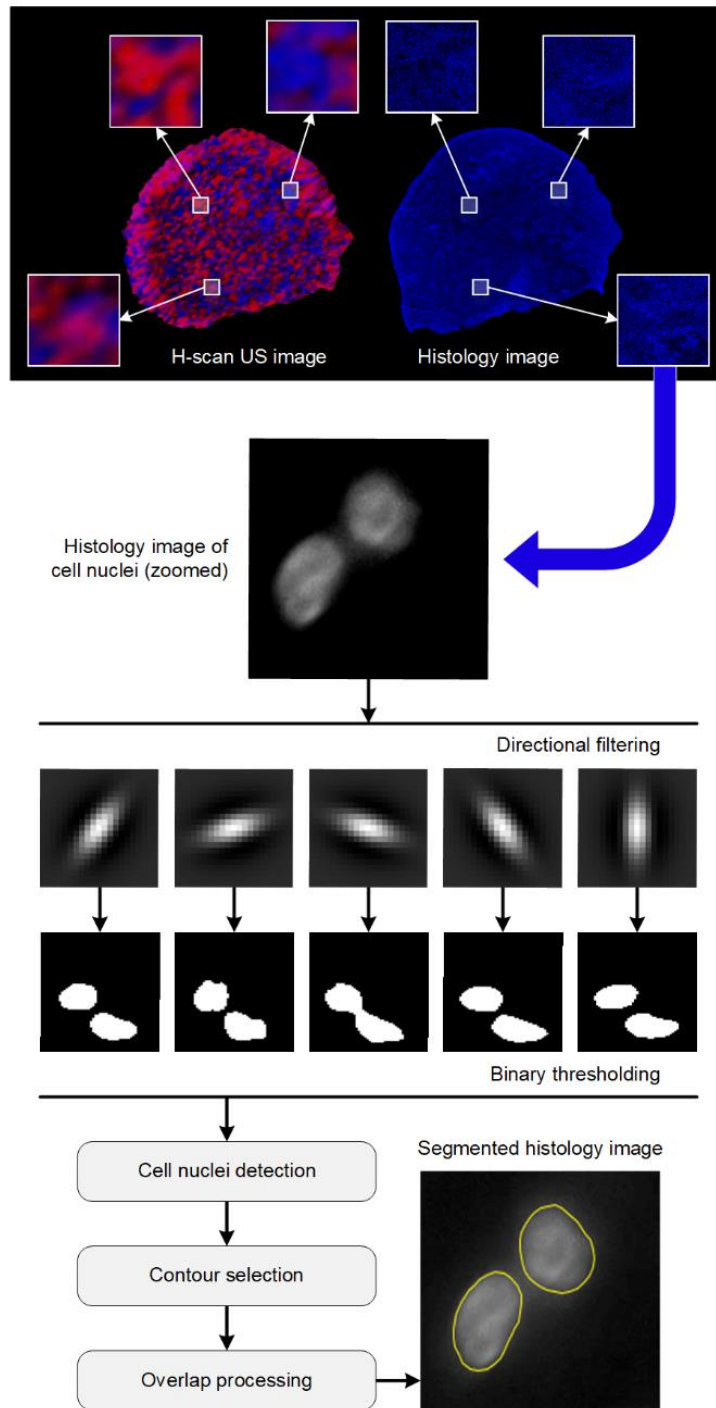 H-scan US image
Histology image
Histology image of
cell nuclei (zoomed)
Directional filtering
Binary thresholding
Cell nuclei detection
Segmented histology image
Contour selection
Overlap processing